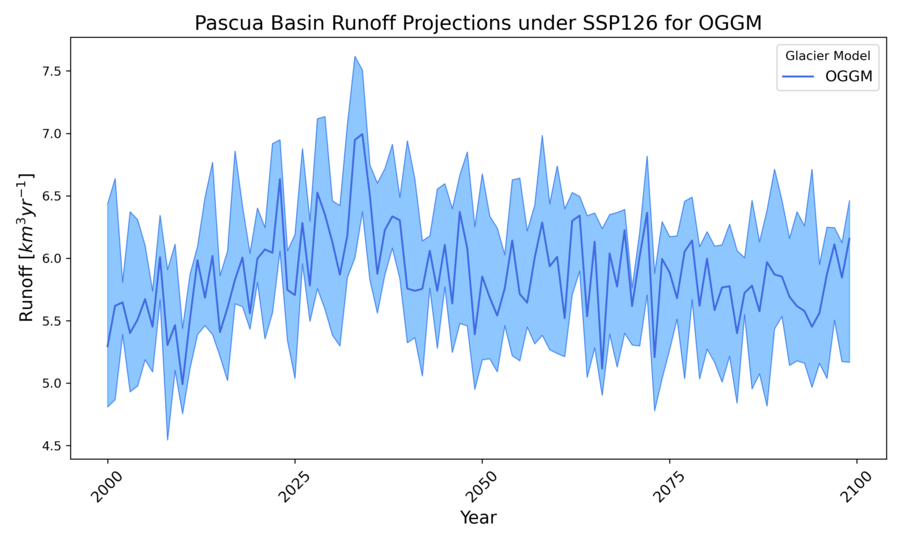 Pascua Basin Runoff Projections under SSP126 for OGGM
Glacier Model
OGGM
7.5
7.0
6.5
6.0
5.5
5.0
4.5
Runoff [km³yr⁻¹]
2000
2025
2050
2075
2100
Year